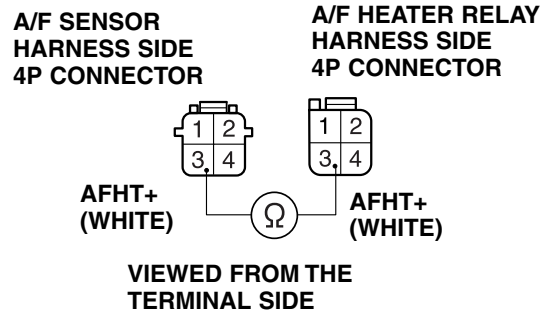 A/F SENSOR
HARNESS SIDE
4P CONNECTOR
A/F HEATER RELAY
HARNESS SIDE
4P CONNECTOR
1 2
3 4
1 2
3 4
AFHT+
(WHITE)
Ω
AFHT+
(WHITE)
VIEWED FROM THE
TERMINAL SIDE